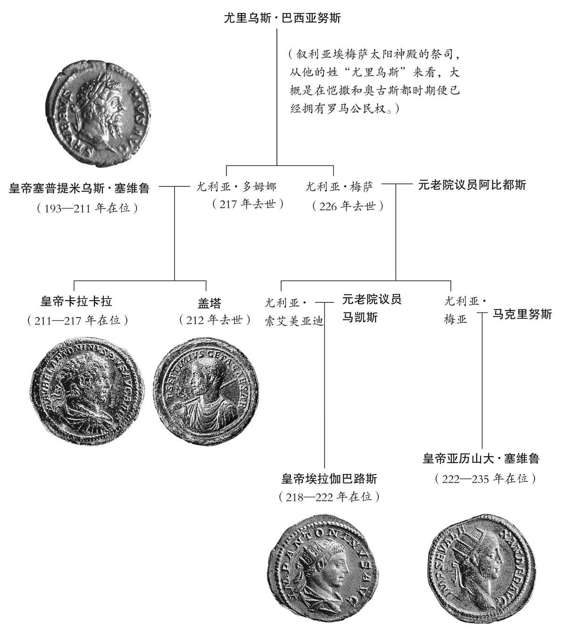 尤里乌斯·巴西亚努斯
（叙利亚埃梅萨太阳神殿的祭司，
从他的姓“尤里乌斯”来看，大
概是在恺撒和奥古斯都时期便已
经拥有罗马公民权。）
皇帝塞普提米乌斯·塞维鲁
（193—211 年在位）
尤利亚·多姆娜
（217 年去世）
尤利亚·梅萨
（226 年去世）
元老院议员阿比都斯
皇帝卡拉卡拉
（211—217 年在位）
盖塔
（212 年去世）
尤利亚·
索艾美亚迪
元老院议员
马凯斯
尤利亚·
梅亚
马克里努斯
皇帝埃拉伽巴路斯
（218—222 年在位）
皇帝亚历山大·塞维鲁
（222—235 年在位）
IMP ANTONINVS AVG